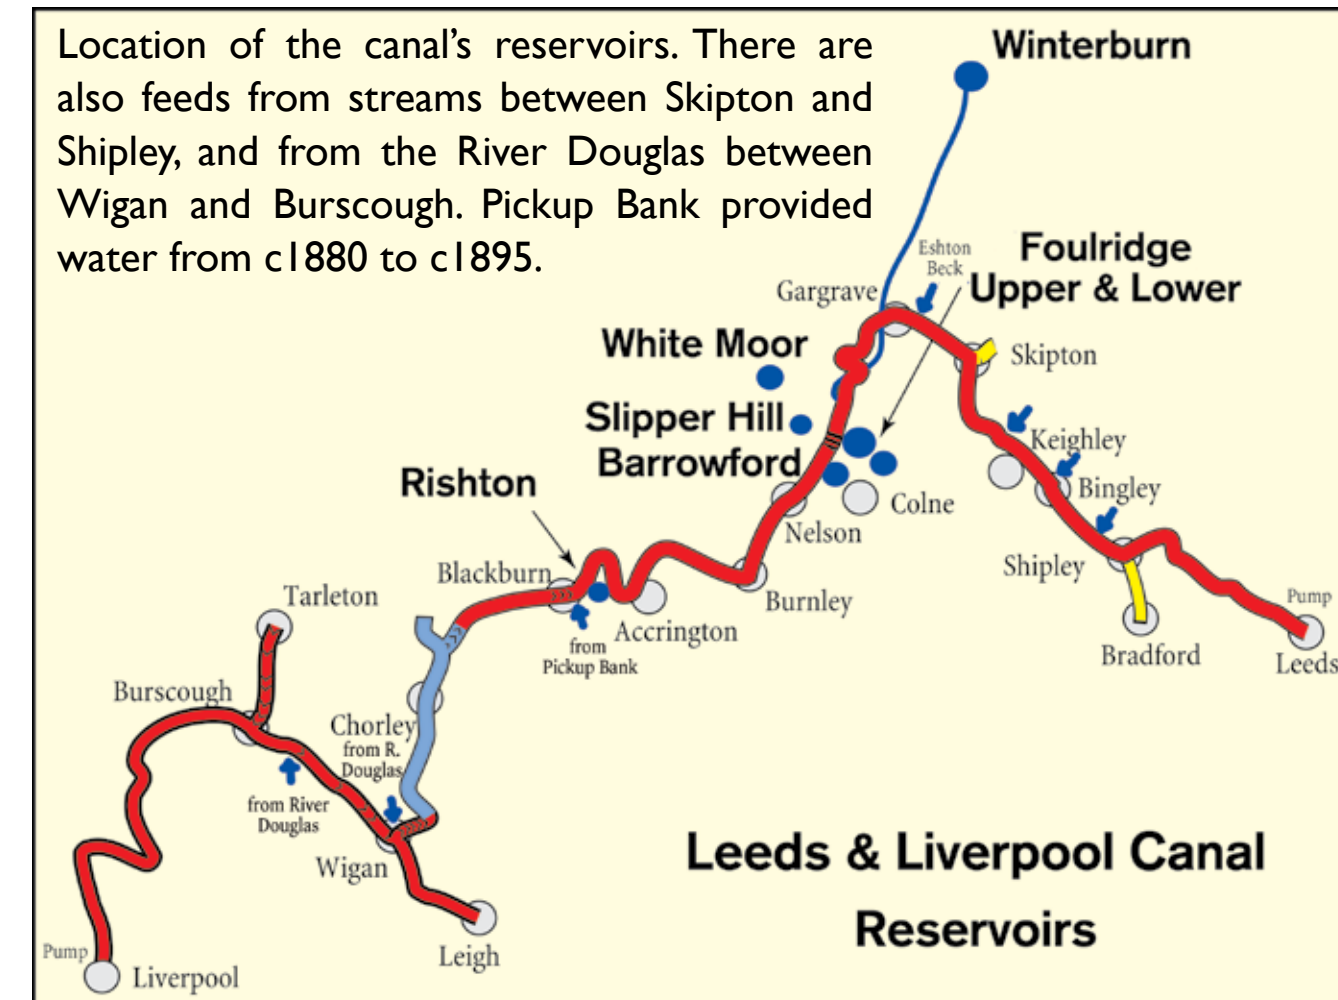 Location of the canal's reservoirs. There are
also feeds from streams between Skipton and
Shipley, and from the River Douglas between
Wigan and Burscough. Pickup Bank provided
water from c1880 to c1895.
Winterburn
Eshton
Beck
Foulridge
Upper & Lower
Gargrave
White Moor
Skipton
Slipper Hill
Keighley
Barrowford
Rishton
Bingley
Colne
Nelson
Shipley
Blackburn
Tarleton
Burnley
Pump
Accrington
from
Pickup Bank
Bradford
Leeds
Burscough
Chorley
from R.
Douglas
from River
Douglas
Wigan
Leeds & Liverpool Canal
Reservoirs
Pump
Leigh
Liverpool